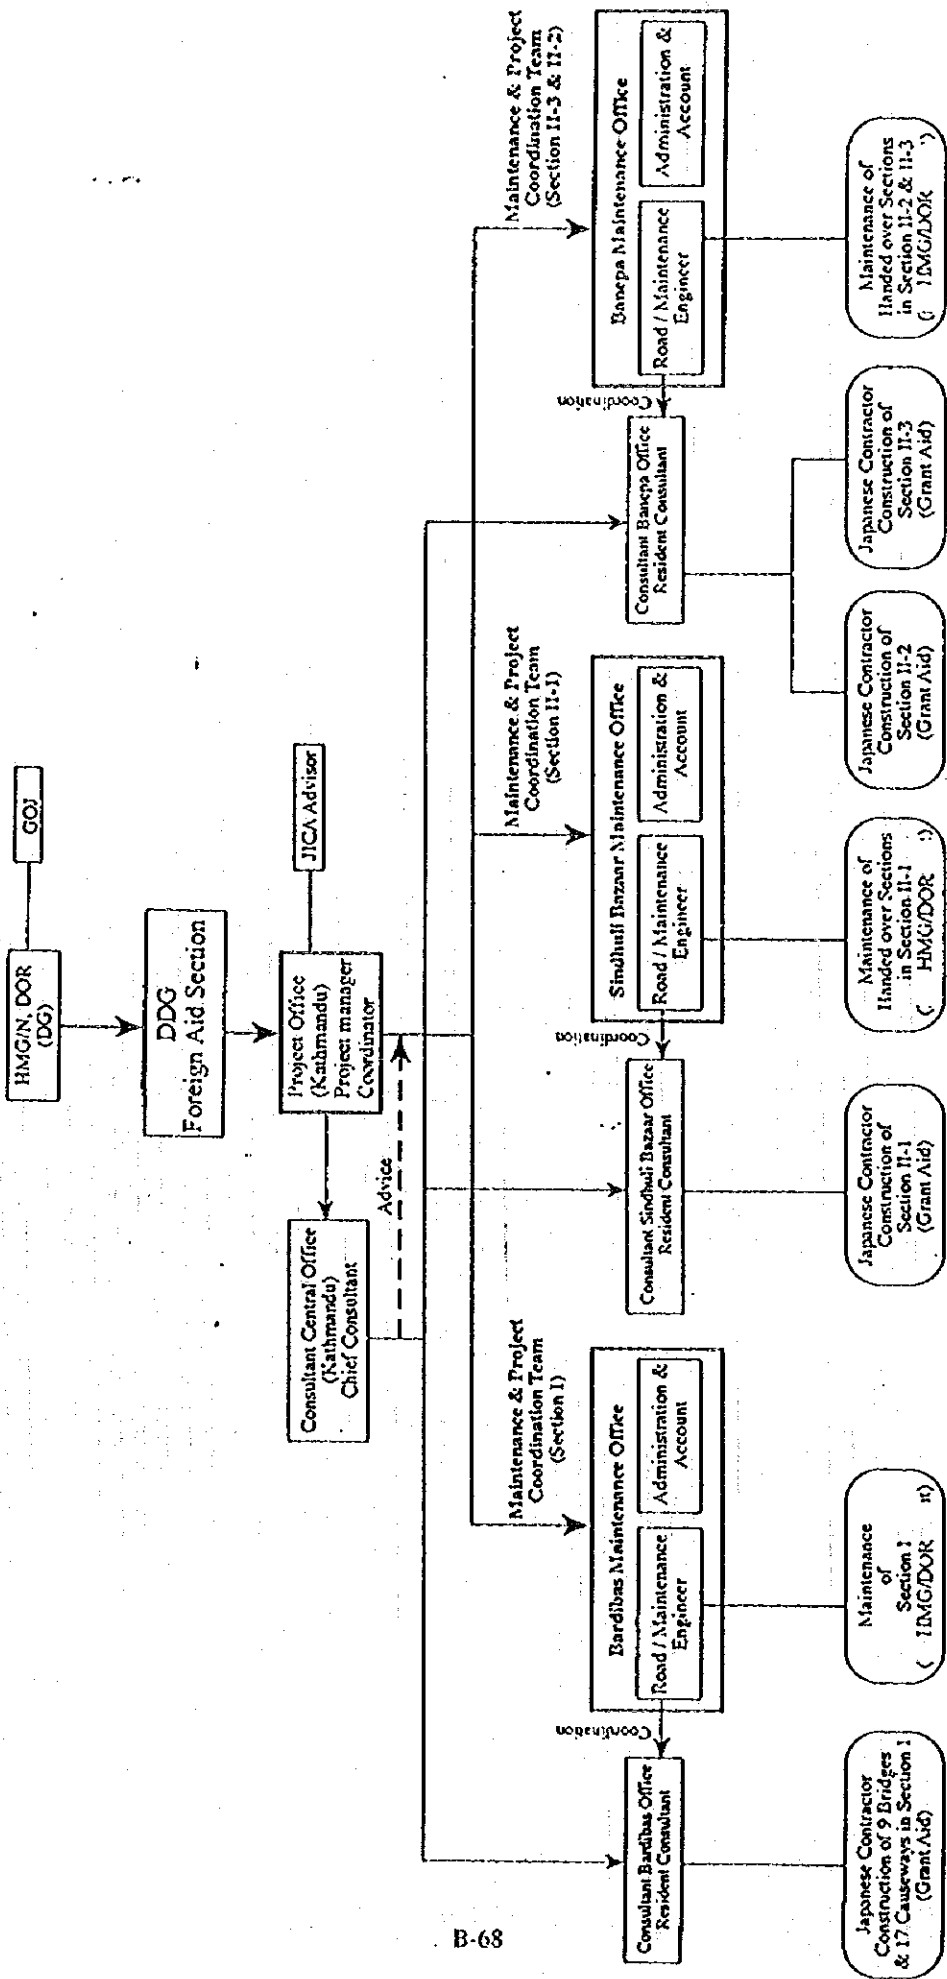 HMG/N, DOR
(DG)
GOJ
DDG
Foreign Aid Section
Project Office
(Kathmandu)
Project manager
Coordinator
JICA Advisor
Consultant Central Office
(Kathmandu)
Chief Consultant
Advice
Maintenance & Project
Coordination Team
(Section I)
Maintenance & Project
Coordination Team
(Section II-1)
Maintenance & Project
Coordination Team
(Section II-3 & II-2)
Consultant Bardibas Office
Resident Consultant
Coordination
Bardibas Maintenance Office
Road / Maintenance
Engineer
Administration &
Account
Consultant Sindhuli Bazaar Office
Resident Consultant
Coordination
Sindhuli Bazaar Maintenance Office
Road / Maintenance
Engineer
Administration &
Account
Consultant Banepa Office
Resident Consultant
Coordination
Banepa Maintenance Office
Road / Maintenance
Engineer
Administration &
Account
Japanese Contractor
Construction of 9 Bridges
& 17 Causeways in Section I
(Grant Aid)
Maintenance
of
Section I
( HMG/DOR )
Japanese Contractor
Construction of
Section II-1
(Grant Aid)
Maintenance of
Handed over Sections
in Section II-1
( HMG/DOR )
Japanese Contractor
Construction of
Section II-2
(Grant Aid)
Japanese Contractor
Construction of
Section II-3
(Grant Aid)
Maintenance of
Handed over Sections
in Section II-2 & II-3
( HMG/DOR )
B-68